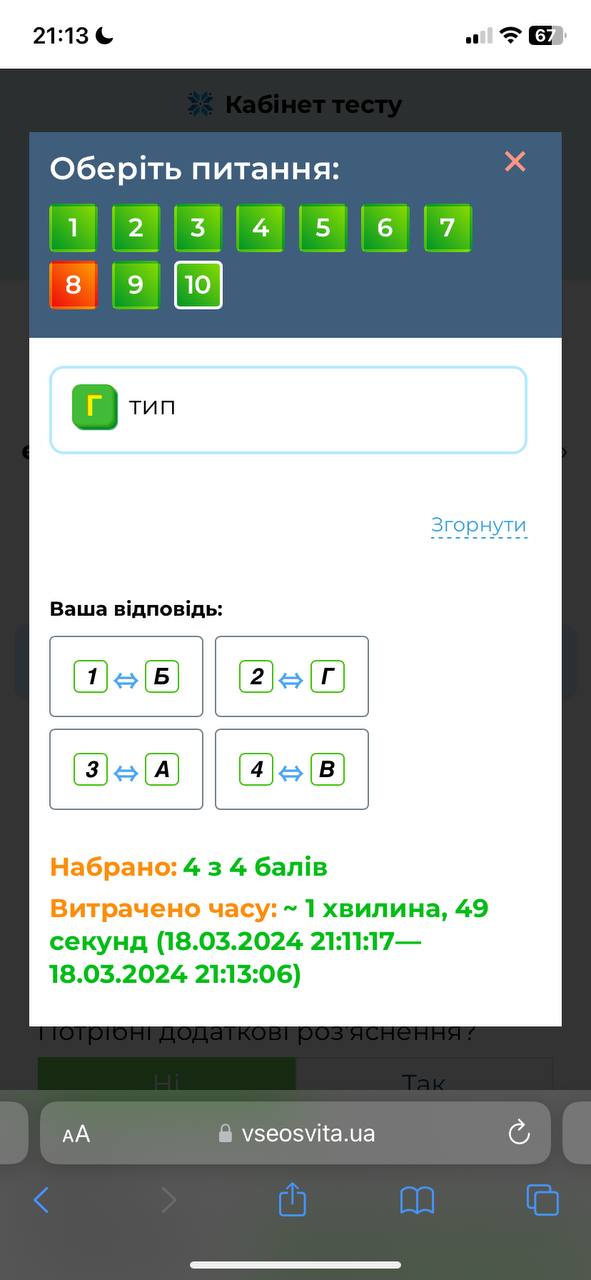 21:13
67
Кабінет тесту
Оберіть питання:
1 2 3 4 5 6 7
8 9 10
Г тип
Згорнути
Ваша відповідь:
1 ⇔ Б 2 ⇔ Г
3 ⇔ А 4 ⇔ В
Набрано: 4 з 4 балів
Витрачено часу: ~ 1 хвилина, 49
секунд (18.03.2024 21:11:17—
18.03.2024 21:13:06)
Потрібні додаткові роз'яснення?
Ні Так
AA vseosvita.ua